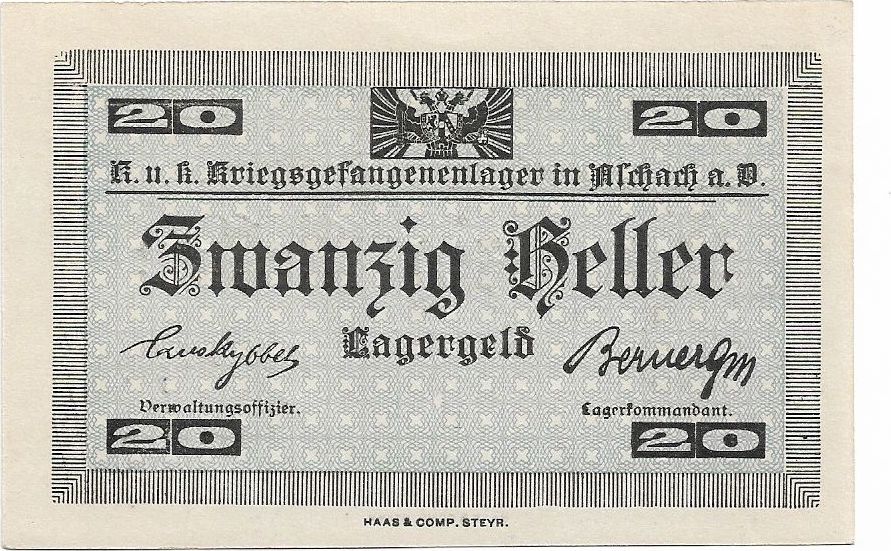 20 20
K. u. k. Kriegsgefangenenlager in Aschach a. D.
Zwanzig Heller
Lagergeld
Verwaltungsoffizier.
Lagerkommandant.
20 20
HAAS & COMP. STEYR.